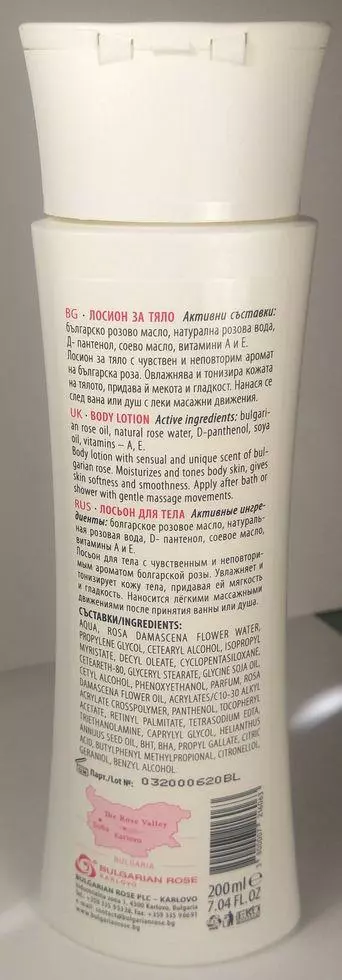 BG · ЛОСИОН ЗА ТЯЛО Активни съставки:
българско розово масло, натурална розова вода,
Д- пантенол, соево масло, витамини А и Е.
Лосион за тяло с чувствен и неповторим аромат
на българска роза. Овлажнява и тонизира кожата
на тялото, придава й мекота и гладкост. Нанася се
след вана или душ с леки масажни движения.
UK · BODY LOTION Active ingredients: bulgari-
an rose oil, natural rose water, D-panthenol, soya
oil, vitamins – A, E.
Body lotion with sensual and unique scent of bul-
garian rose. Moisturizes and tones body skin, gives
skin softness and smoothness. Apply after bath or
shower with gentle massage movements.
RUS · ЛОСЬОН ДЛЯ ТЕЛА Активные ингре-
диенты: болгарское розовое масло, натураль-
ная розовая вода, D- пантенол, соевое масло,
витамины А и Е.
Лосьон для тела с чувственным и неповтори-
мым ароматом болгарской розы. Увлажняет и
тонизирует кожу тела, придавая ей мягкость
и гладкость. Наносится лёгкими массажными
движениями после принятия ванны или душа.
СЪСТАВКИ/INGREDIENTS:
AQUA, ROSA DAMASCENA FLOWER WATER,
PROPYLENE GLYCOL, CETEARYL ALCOHOL, ISOPROPYL
MYRISTATE, DECYL OLEATE, CYCLOPENTASILOXANE,
CETEARETH-80, GLYCERYL STEARATE, GLYCINE SOJA OIL,
CETYL ALCOHOL, PHENOXYETHANOL, PARFUM, ROSA
DAMASCENA FLOWER OIL, ACRYLATES/C10-30 ALKYL
ACRYLATE CROSSPOLYMER, PANTHENOL, TOCOPHERYL
ACETATE, RETINYL PALMITATE, TETRASODIUM EDTA,
TRIETHANOLAMINE, CAPRYLYL GLYCOL, HELIANTHUS
ANNUUS SEED OIL, BHT, BHA, PROPYL GALLATE, CITRIC
ACID, BUTYLPHENYL METHYLPROPIONAL, CITRONELLOL,
GERANIOL, BENZYL ALCOHOL.
Парт./Lot №: 032000620BL
The Rose Valley
Sofia Karlovo
BULGARIA
BULGARIAN ROSE
KARLOVO
BULGARIAN ROSE PLC – KARLOVO
Industrialna zona 1, 4300 Karlovo, Bulgaria
www.bulgarianrose.bg
200 ml e
7.04 fl.oz